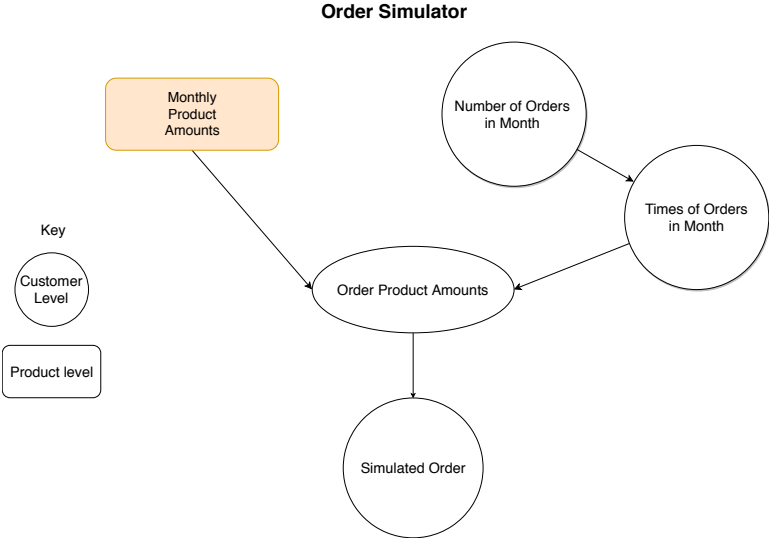 Order Simulator
Monthly
Product
Amounts
Number of Orders
in Month
Times of Orders
in Month
Key
Customer
Level
Order Product Amounts
Product level
Simulated Order